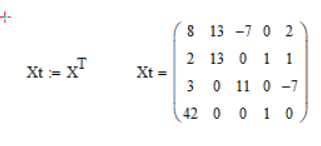 8 13 -7 0 2
2 13 0 1 1
Xt := X^T Xt =
3 0 11 0 -7
42 0 0 1 0